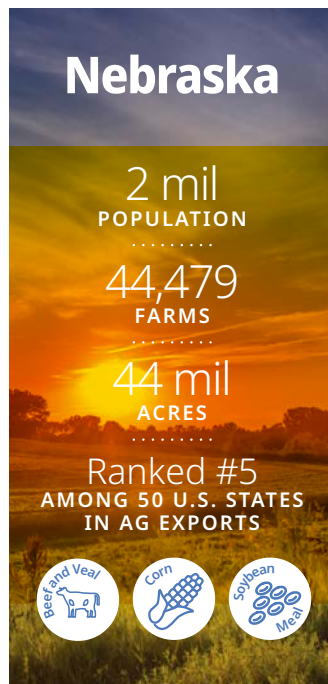 Nebraska
2 mil
POPULATION
44,479
FARMS
44 mil
ACRES
Ranked #5
AMONG 50 U.S. STATES
IN AG EXPORTS
Beef and Veal
Corn
Soybean
Meal